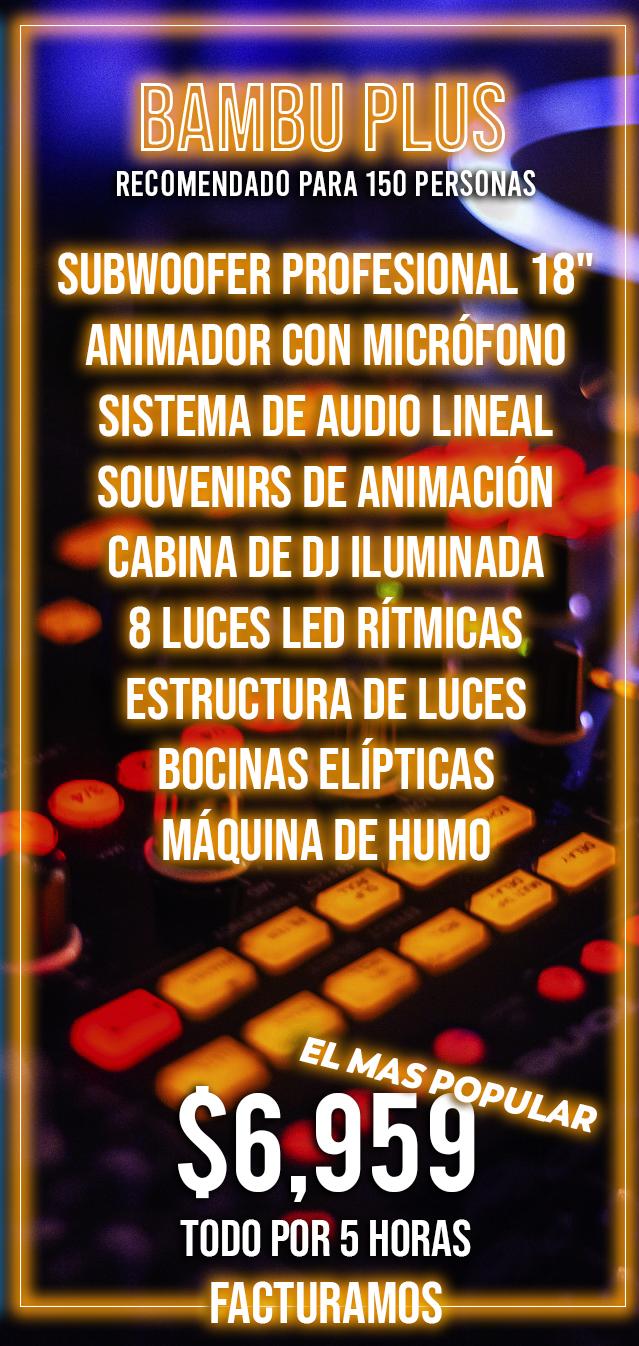 BAMBU PLUS
RECOMENDADO PARA 150 PERSONAS
SUBWOOFER PROFESIONAL 18"
ANIMADOR CON MICRÓFONO
SISTEMA DE AUDIO LINEAL
SOUVENIRS DE ANIMACIÓN
CABINA DE DJ ILUMINADA
8 LUCES LED RÍTMICAS
ESTRUCTURA DE LUCES
BOCINAS ELÍPTICAS
MÁQUINA DE HUMO
EL MAS POPULAR
$6,959
TODO POR 5 HORAS
FACTURAMOS